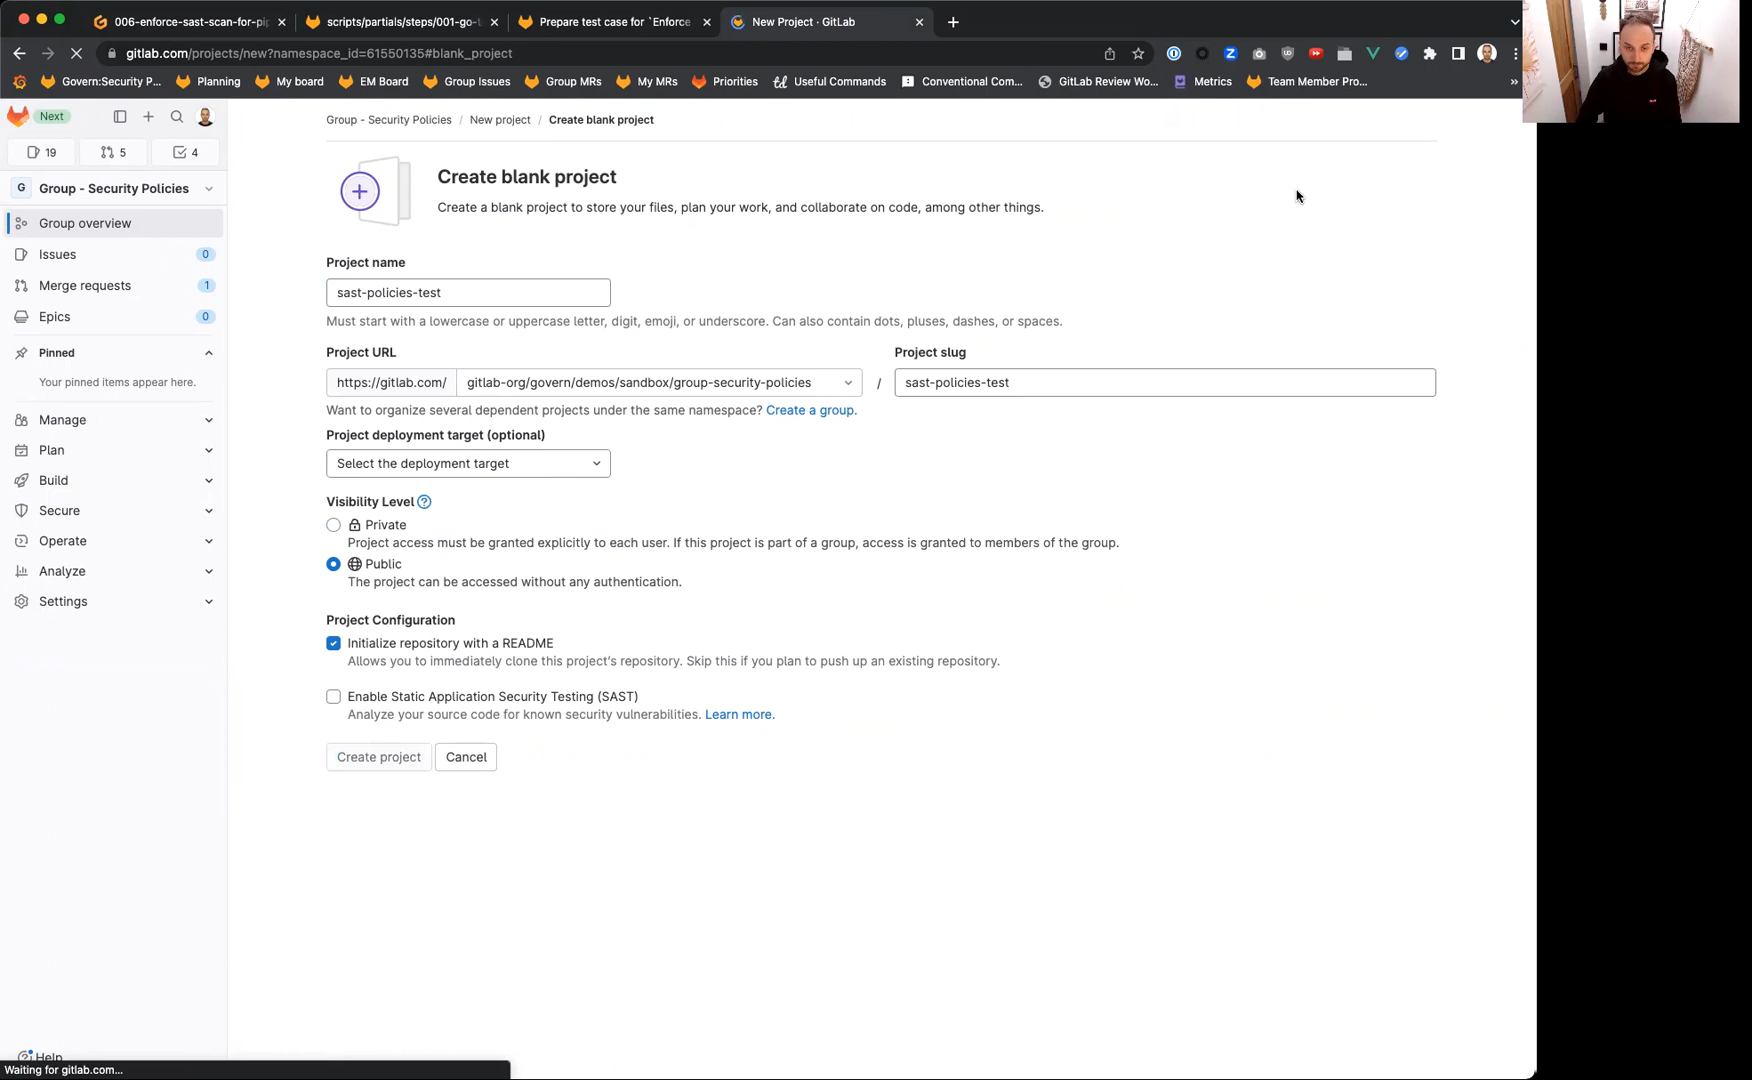 006-enforce-sast-scan-for-pip
scripts/partials/steps/001-go-t
Prepare test case for `Enforce
New Project · GitLab
gitlab.com/projects/new?namespace_id=61550135#blank_project
Govern:Security P...
Planning
My board
EM Board
Group Issues
Group MRs
My MRs
Priorities
Useful Commands
Conventional Com...
GitLab Review Wo...
Metrics
Team Member Pro...
»
Next
19
5
4
G
Group - Security Policies
Group overview
Issues
0
Merge requests
1
Epics
0
Pinned
Your pinned items appear here.
Manage
Plan
Build
Secure
Operate
Analyze
Settings
Help
Waiting for gitlab.com...
Group - Security Policies / New project / Create blank project
Create blank project
Create a blank project to store your files, plan your work, and collaborate on code, among other things.
Project name
sast-policies-test
Must start with a lowercase or uppercase letter, digit, emoji, or underscore. Can also contain dots, pluses, dashes, or spaces.
Project URL
Project slug
https://gitlab.com/
gitlab-org/govern/demos/sandbox/group-security-policies
/
sast-policies-test
Want to organize several dependent projects under the same namespace? Create a group.
Project deployment target (optional)
Select the deployment target
Visibility Level
Private
Project access must be granted explicitly to each user. If this project is part of a group, access is granted to members of the group.
Public
The project can be accessed without any authentication.
Project Configuration
Initialize repository with a README
Allows you to immediately clone this project's repository. Skip this if you plan to push up an existing repository.
Enable Static Application Security Testing (SAST)
Analyze your source code for known security vulnerabilities. Learn more.
Create project
Cancel